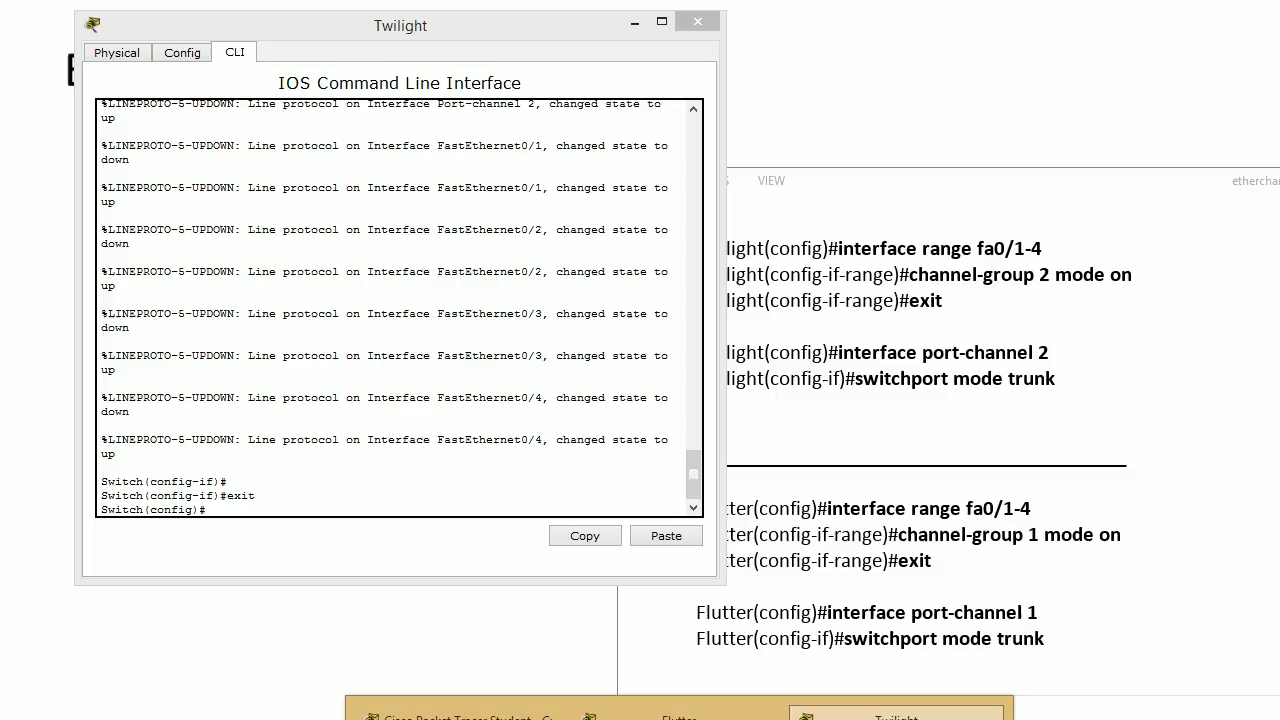 Twilight
Physical
Config
CLI
IOS Command Line Interface
%LINEPROTO-5-UPDOWN: Line protocol on Interface Port-channel 2, changed state to
up
%LINEPROTO-5-UPDOWN: Line protocol on Interface FastEthernet0/1, changed state to
down
%LINEPROTO-5-UPDOWN: Line protocol on Interface FastEthernet0/1, changed state to
up
%LINEPROTO-5-UPDOWN: Line protocol on Interface FastEthernet0/2, changed state to
down
%LINEPROTO-5-UPDOWN: Line protocol on Interface FastEthernet0/2, changed state to
up
%LINEPROTO-5-UPDOWN: Line protocol on Interface FastEthernet0/3, changed state to
down
%LINEPROTO-5-UPDOWN: Line protocol on Interface FastEthernet0/3, changed state to
up
%LINEPROTO-5-UPDOWN: Line protocol on Interface FastEthernet0/4, changed state to
down
%LINEPROTO-5-UPDOWN: Line protocol on Interface FastEthernet0/4, changed state to
up
Switch(config-if)#
Switch(config-if)#exit
Switch(config)#
Copy
Paste
VIEW
etherchan
light(config)#interface range fa0/1-4
light(config-if-range)#channel-group 2 mode on
light(config-if-range)#exit
light(config)#interface port-channel 2
light(config-if)#switchport mode trunk
tter(config)#interface range fa0/1-4
tter(config-if-range)#channel-group 1 mode on
tter(config-if-range)#exit
Flutter(config)#interface port-channel 1
Flutter(config-if)#switchport mode trunk
Cisco Packet Tracer Student - C:
Flutter
Twilight